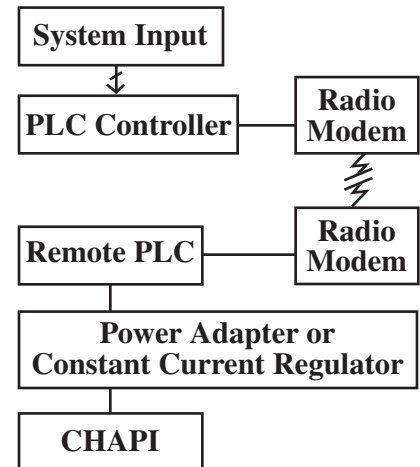 System Input
PLC Controller
Radio
Modem
Radio
Modem
Remote PLC
Power Adapter or
Constant Current Regulator
CHAPI